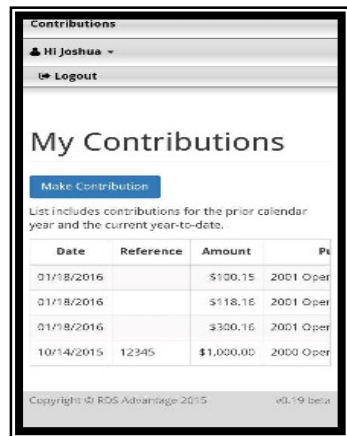 Contributions
Hi Joshua
Logout
My Contributions
Make Contribution
List includes contributions for the prior calendar
year and the current year-to-date.
Date Reference Amount Pu
01/18/2016 $100.15 2001 Oper
01/18/2016 $118.16 2001 Oper
01/18/2016 $300.16 2001 Oper
10/14/2015 12345 $1,000.00 2000 Oper
Copyright © RDS Advantage 2015 v0.19 beta